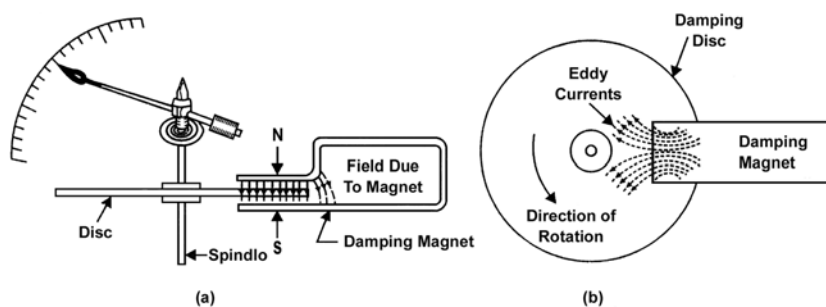 N
Field Due
To Magnet
Disc
S
Damping Magnet
Spindlo
(a)
Damping
Disc
Eddy
Currents
Damping
Magnet
Direction of
Rotation
(b)